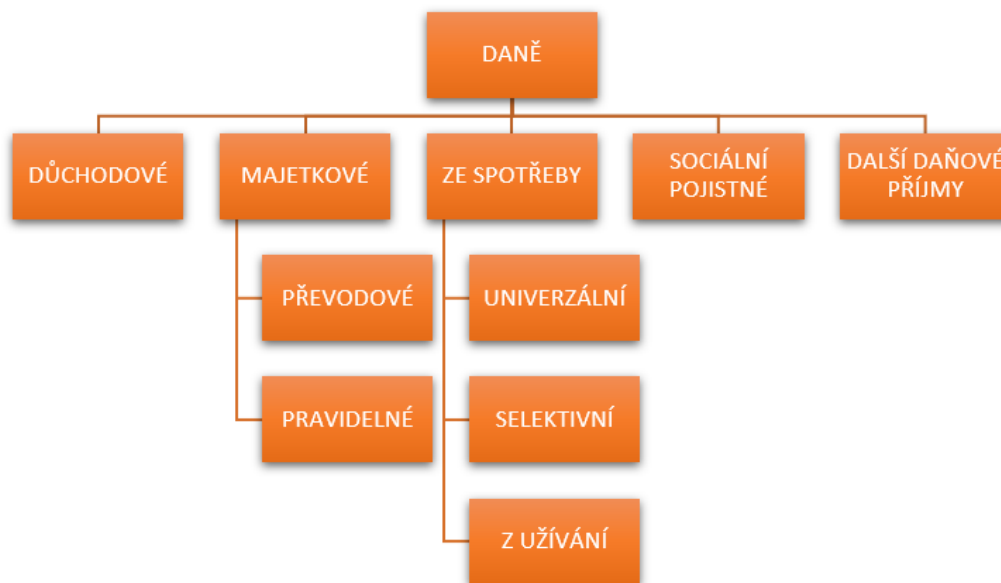 DANĚ
DŮCHODOVÉ
MAJETKOVÉ
ZE SPOTŘEBY
SOCIÁLNÍ
POJISTNÉ
DALŠÍ DAŇOVÉ
PŘÍJMY
PŘEVODOVÉ
PRAVIDELNÉ
UNIVERZÁLNÍ
SELEKTIVNÍ
Z UŽÍVÁNÍ